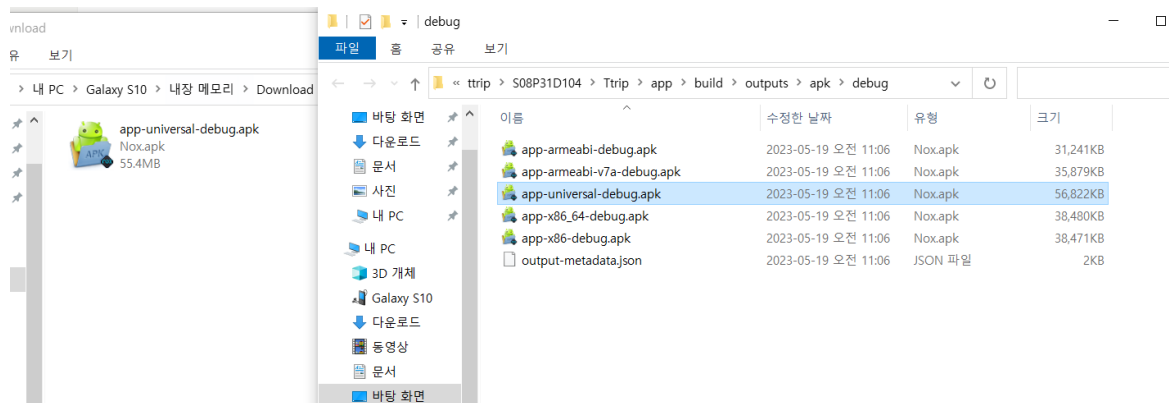 wnload
유 보기
내 PC > Galaxy S10 > 내장 메모리 > Download
app-universal-debug.apk
Nox.apk
55.4MB
debug
파일 홈 공유 보기
« ttrip > S08P31D104 > Ttrip > app > build > outputs > apk > debug
바탕 화면
다운로드
문서
사진
내 PC
내 PC
3D 개체
Galaxy S10
다운로드
동영상
문서
바탕 화면
이름 수정한 날짜 유형 크기
app-armeabi-debug.apk 2023-05-19 오전 11:06 Nox.apk 31,241KB
app-armeabi-v7a-debug.apk 2023-05-19 오전 11:06 Nox.apk 35,879KB
app-universal-debug.apk 2023-05-19 오전 11:06 Nox.apk 56,822KB
app-x86_64-debug.apk 2023-05-19 오전 11:06 Nox.apk 38,480KB
app-x86-debug.apk 2023-05-19 오전 11:06 Nox.apk 38,471KB
output-metadata.json 2023-05-19 오전 11:06 JSON 파일 2KB